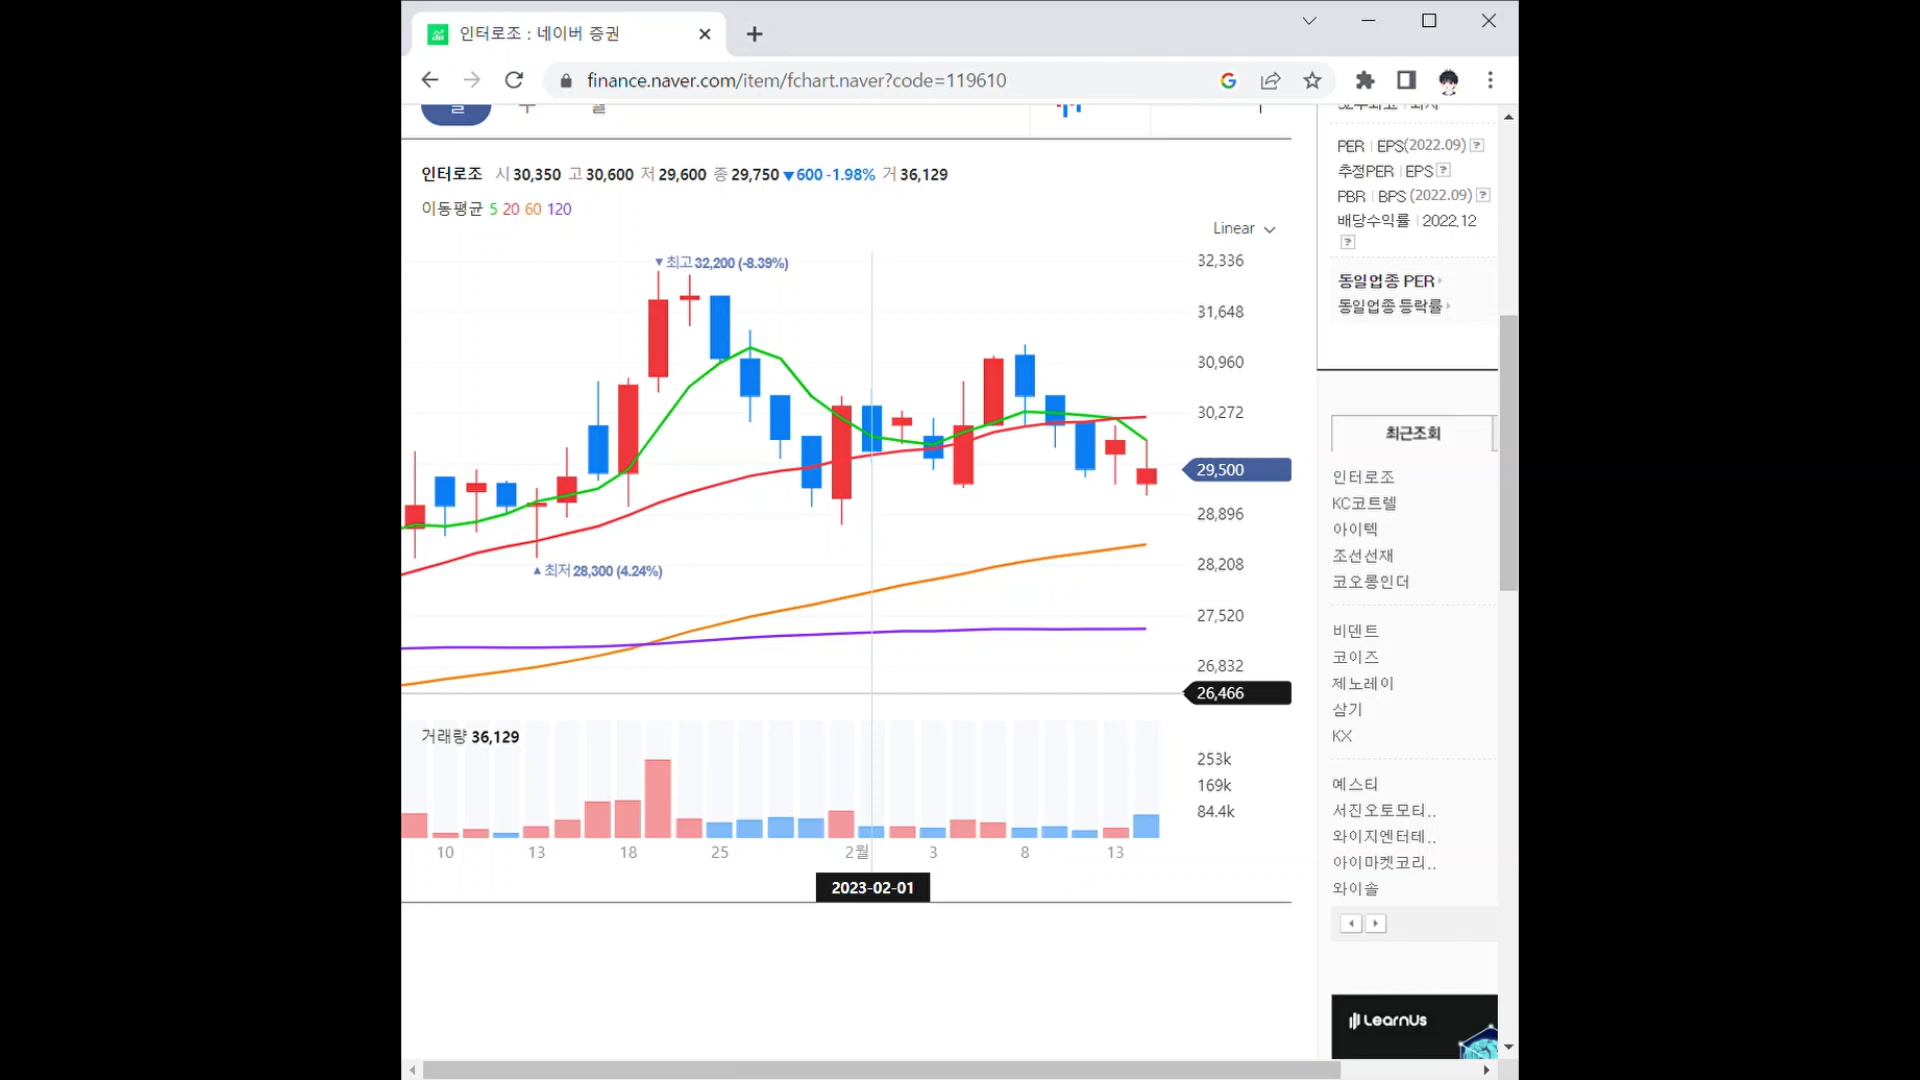 인터로조 : 네이버 증권
finance.naver.com/item/fchart.naver?code=119610
인터로조 시 30,350 고 30,600 저 29,600 종 29,750 ▼600 -1.98% 거 36,129
이동평균 5 20 60 120
Linear
▼최고 32,200 (-8.39%)
▲최저 28,300 (4.24%)
32,336
31,648
30,960
30,272
29,500
28,896
28,208
27,520
26,832
26,466
거래량 36,129
253k
169k
84.4k
10 13 18 25 2월 3 8 13
2023-02-01
PER | EPS(2022.09) ?
추정PER | EPS ?
PBR | BPS (2022.09) ?
배당수익률 | 2022.12
?
동일업종 PER
동일업종 등락률
최근조회
인터로조
KC코트렐
아이텍
조선선재
코오롱인더
비덴트
코이즈
제노레이
삼기
KX
예스티
서진오토모티..
와이지엔터테..
아이마켓코리..
와이솔
LearnUs